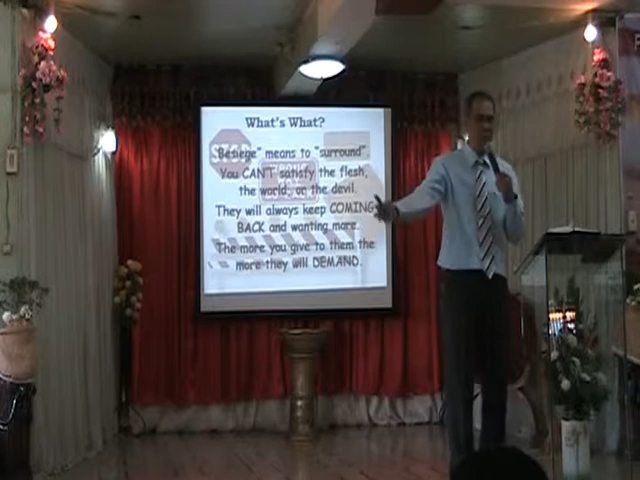 What's What?
"Besiege" means to "surround".
You CAN'T satisfy the flesh,
the world, or the devil.
They will always keep COMING
BACK and wanting more.
The more you give to them the
more they will DEMAND.
STOP